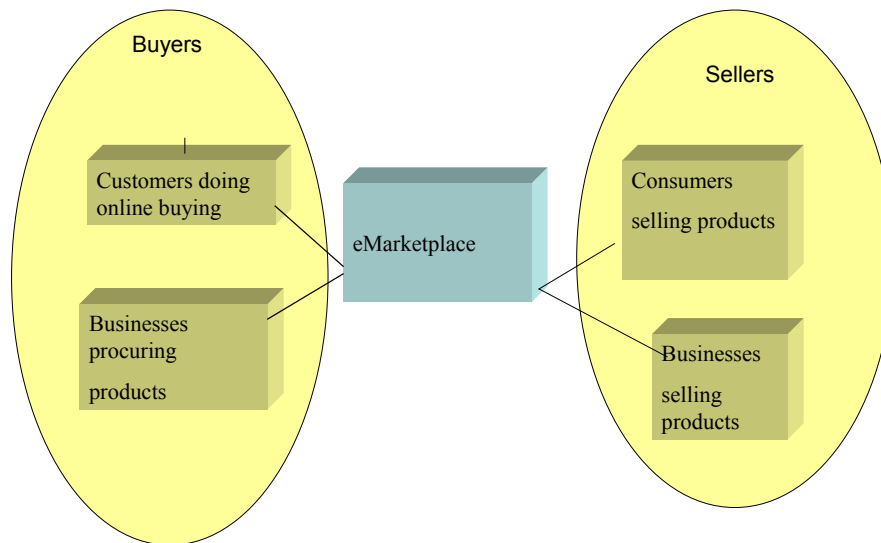 Buyers
Customers doing
online buying
Businesses
procuring
products
eMarketplace
Sellers
Consumers
selling products
Businesses
selling
products